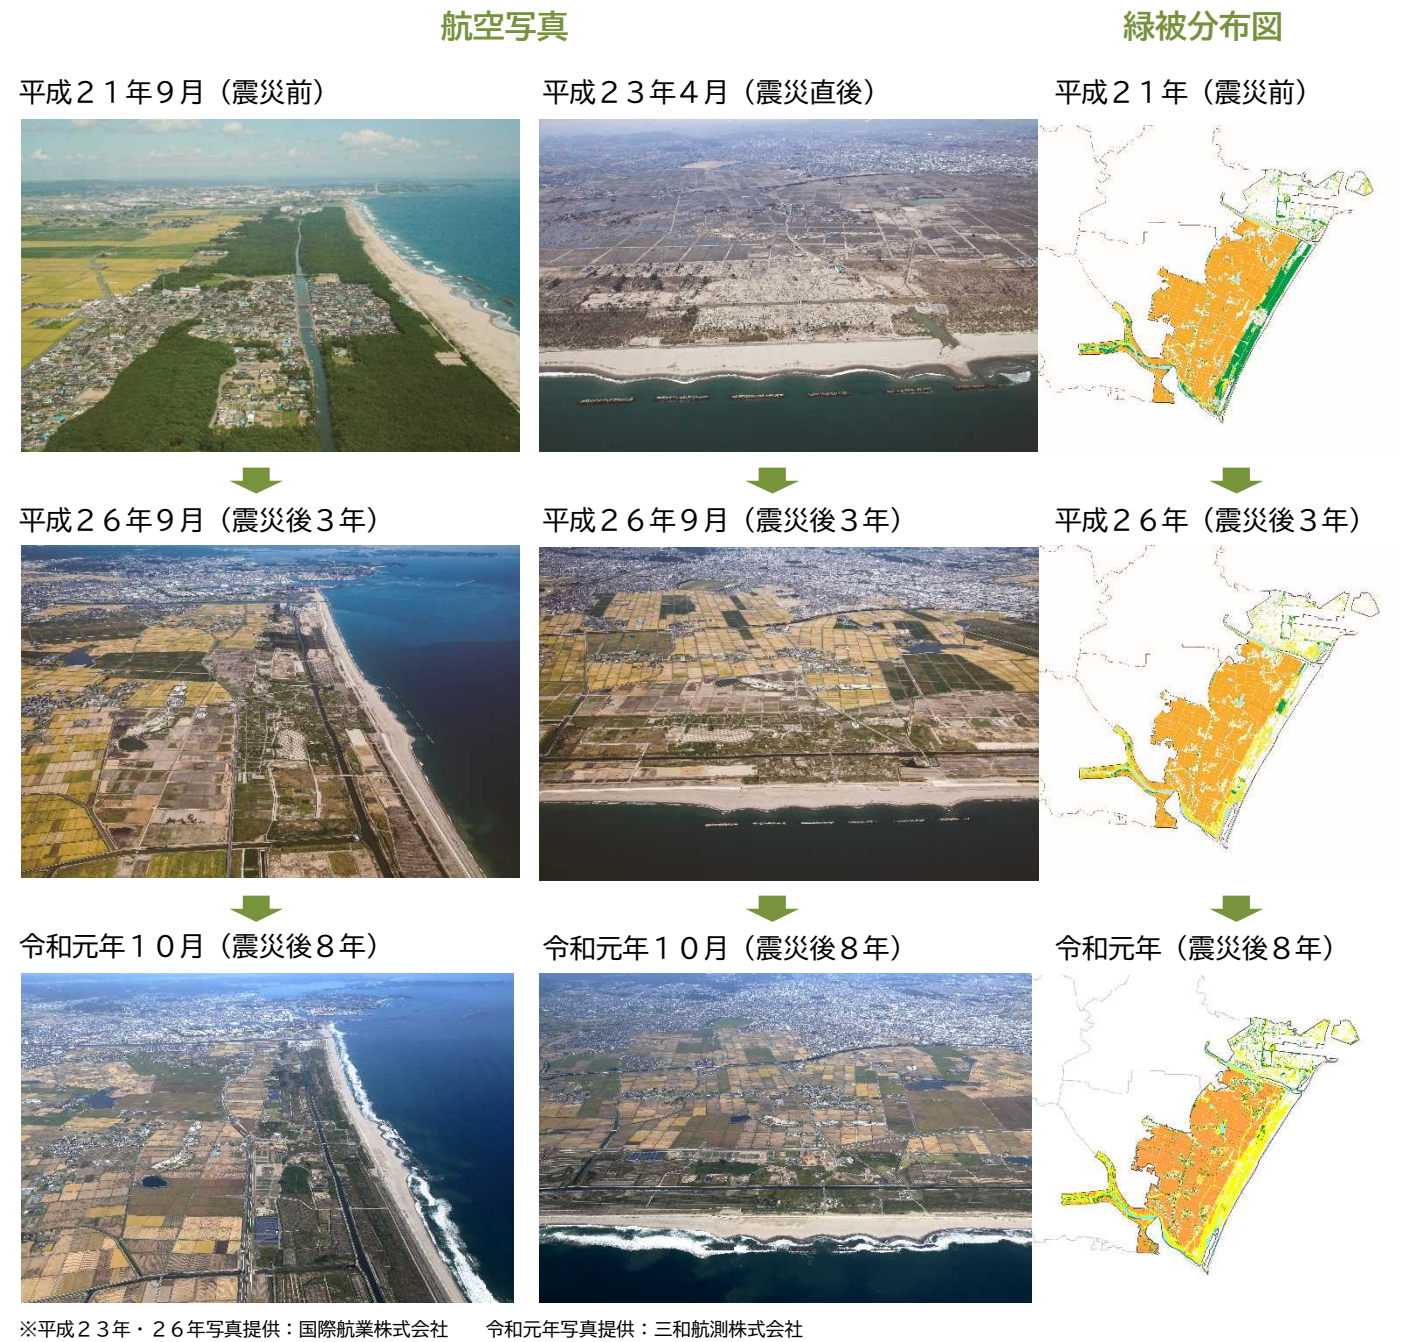 航空写真
緑被分布図
平成２１年９月（震災前）
平成２３年４月（震災直後）
平成２１年（震災前）
平成２６年９月（震災後３年）
平成２６年９月（震災後３年）
平成２６年（震災後３年）
令和元年１０月（震災後８年）
令和元年１０月（震災後８年）
令和元年（震災後８年）
※平成２３年・２６年写真提供：国際航業株式会社　　令和元年写真提供：三和航測株式会社